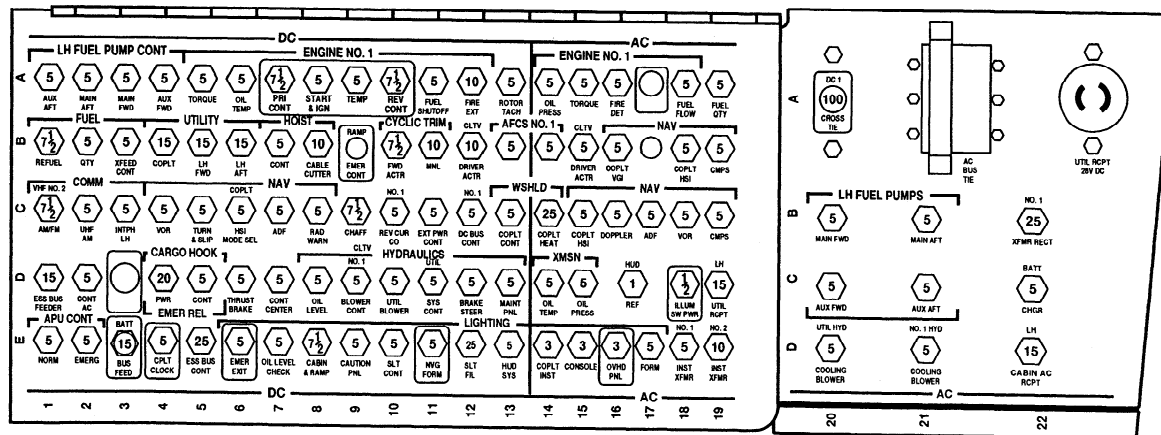 DC AC
LH FUEL PUMP CONT ENGINE NO. 1 ENGINE NO. 1
A 5 5 5 5 5 5 7 1/2 5 5 7 1/2 5 10 5 5 5 5 5 5
AUX AFT MAIN AFT MAIN FWD AUX FWD TORQUE OIL TEMP PRI CONT START & IGN TEMP REV CONT FUEL SHUTOFF FIRE EXT ROTOR TACH OIL PRESS TORQUE FIRE DET FUEL FLOW FUEL QTY
FUEL UTILITY HOIST RAMP CYCLIC TRIM CLTV AFCS NO. 1 CLTV NAV
B 7 1/2 5 5 15 15 15 5 10 7 1/2 10 10 5 5 5 5 5 5
REFUEL QTY XFEED CONT COPLT LH FWD LH AFT CONT CABLE CUTTER EMER CONT FWD ACTR MNL DRIVER ACTR DRIVER ACTR COPLT VGI COPLT HSI CMPS
VHF NO. 2 COMM COPLT NAV NO. 1 NO. 1 WSHLD NAV
C 7 1/2 5 5 5 5 5 5 5 7 1/2 5 5 5 5 25 5 5 5 5 5
AM/FM UHF AM INTPH LH VOR TURN & SLIP HSI MODE SEL ADF RAD WARN CHAFF REV CUR CO EXT PWR CONT DC BUS CONT COPLT CONT COPLT HEAT COPLT HSI DOPPLER ADF VOR CMPS
CARGO HOOK CLTV NO. 1 HYDRAULICS UTIL XMSN HUD LH
D 15 5 20 5 5 5 5 5 5 5 5 5 5 5 1 1/2 15
ESS BUS FEEDER CONT AC PWR CONT THRUST BRAKE CONT CENTER OIL LEVEL BLOWER CONT UTIL BLOWER SYS CONT BRAKE STEER MAINT PNL OIL TEMP OIL PRESS REF ILLUM SW PWR UTIL RCPT
EMER REL
APU CONT BATT LIGHTING NO. 1 NO. 2
E 5 5 15 5 25 5 5 7 1/2 5 5 5 25 5 3 3 3 5 5 10
NORM EMERG BUS FEED CPLT CLOCK ESS BUS CONT EMER EXIT OIL LEVEL CHECK CABIN & RAMP CAUTION PNL SLT CONT NVG FORM SLT FIL HUD SYS COPLT INST CONSOLE OVHD PNL FORM INST XFMR INST XFMR
DC AC
1 2 3 4 5 6 7 8 9 10 11 12 13 14 15 16 17 18 19
A DC 1 100 CROSS TIE
AC BUS TIE
UTIL RCPT 28V DC
LH FUEL PUMPS NO. 1
B 5 5 25
MAIN FWD MAIN AFT XFMR RECT
BATT
C 5 5 5
AUX FWD AUX AFT CHGR
UTIL HYD NO. 1 HYD LH
D 5 5 15
COOLING BLOWER COOLING BLOWER CABIN AC RCPT
AC
20 21 22